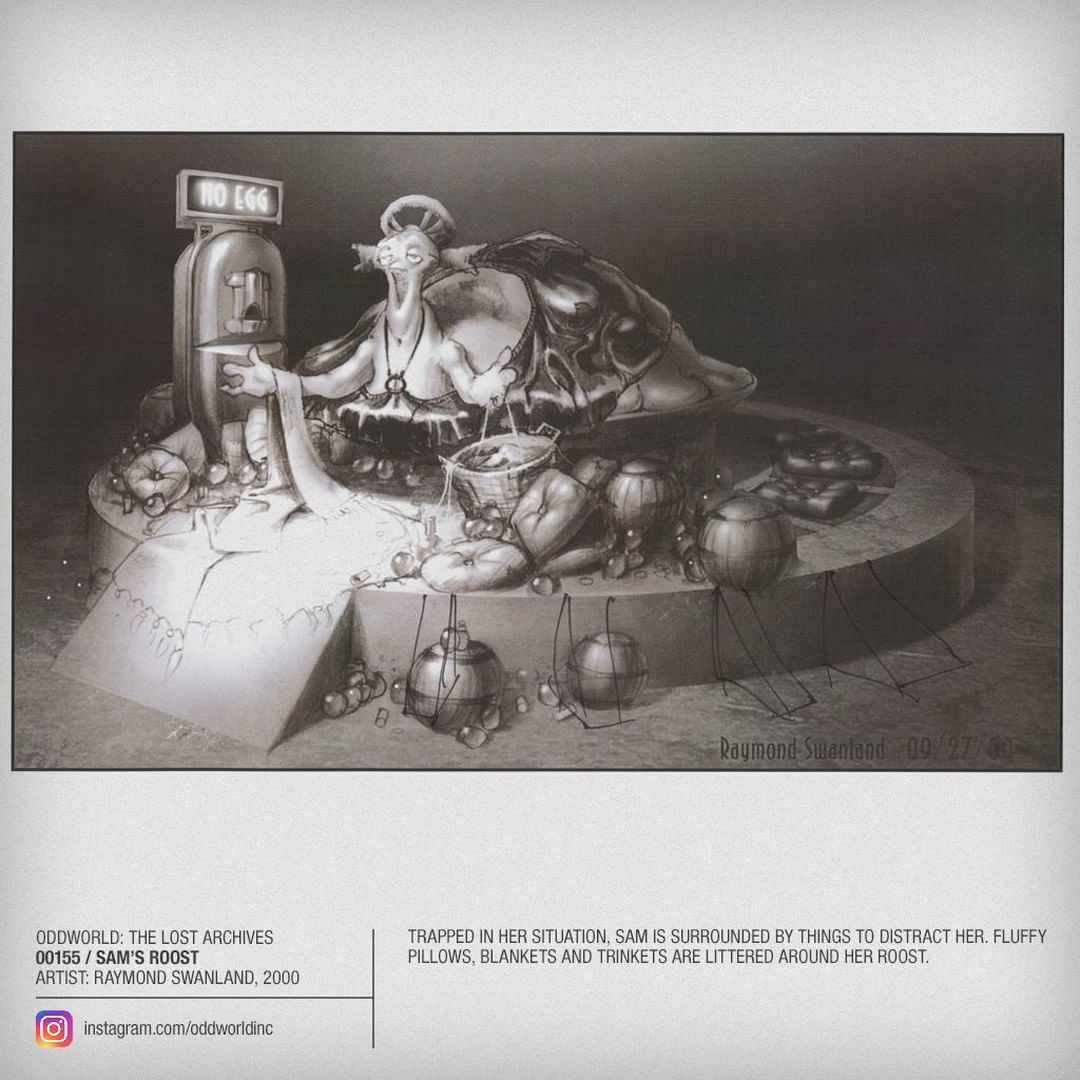 NO EGG
Raymond Swanland 09/27/00
ODDWORLD: THE LOST ARCHIVES
00155 / SAM'S ROOST
ARTIST: RAYMOND SWANLAND, 2000
instagram.com/oddworldinc
TRAPPED IN HER SITUATION, SAM IS SURROUNDED BY THINGS TO DISTRACT HER. FLUFFY
PILLOWS, BLANKETS AND TRINKETS ARE LITTERED AROUND HER ROOST.